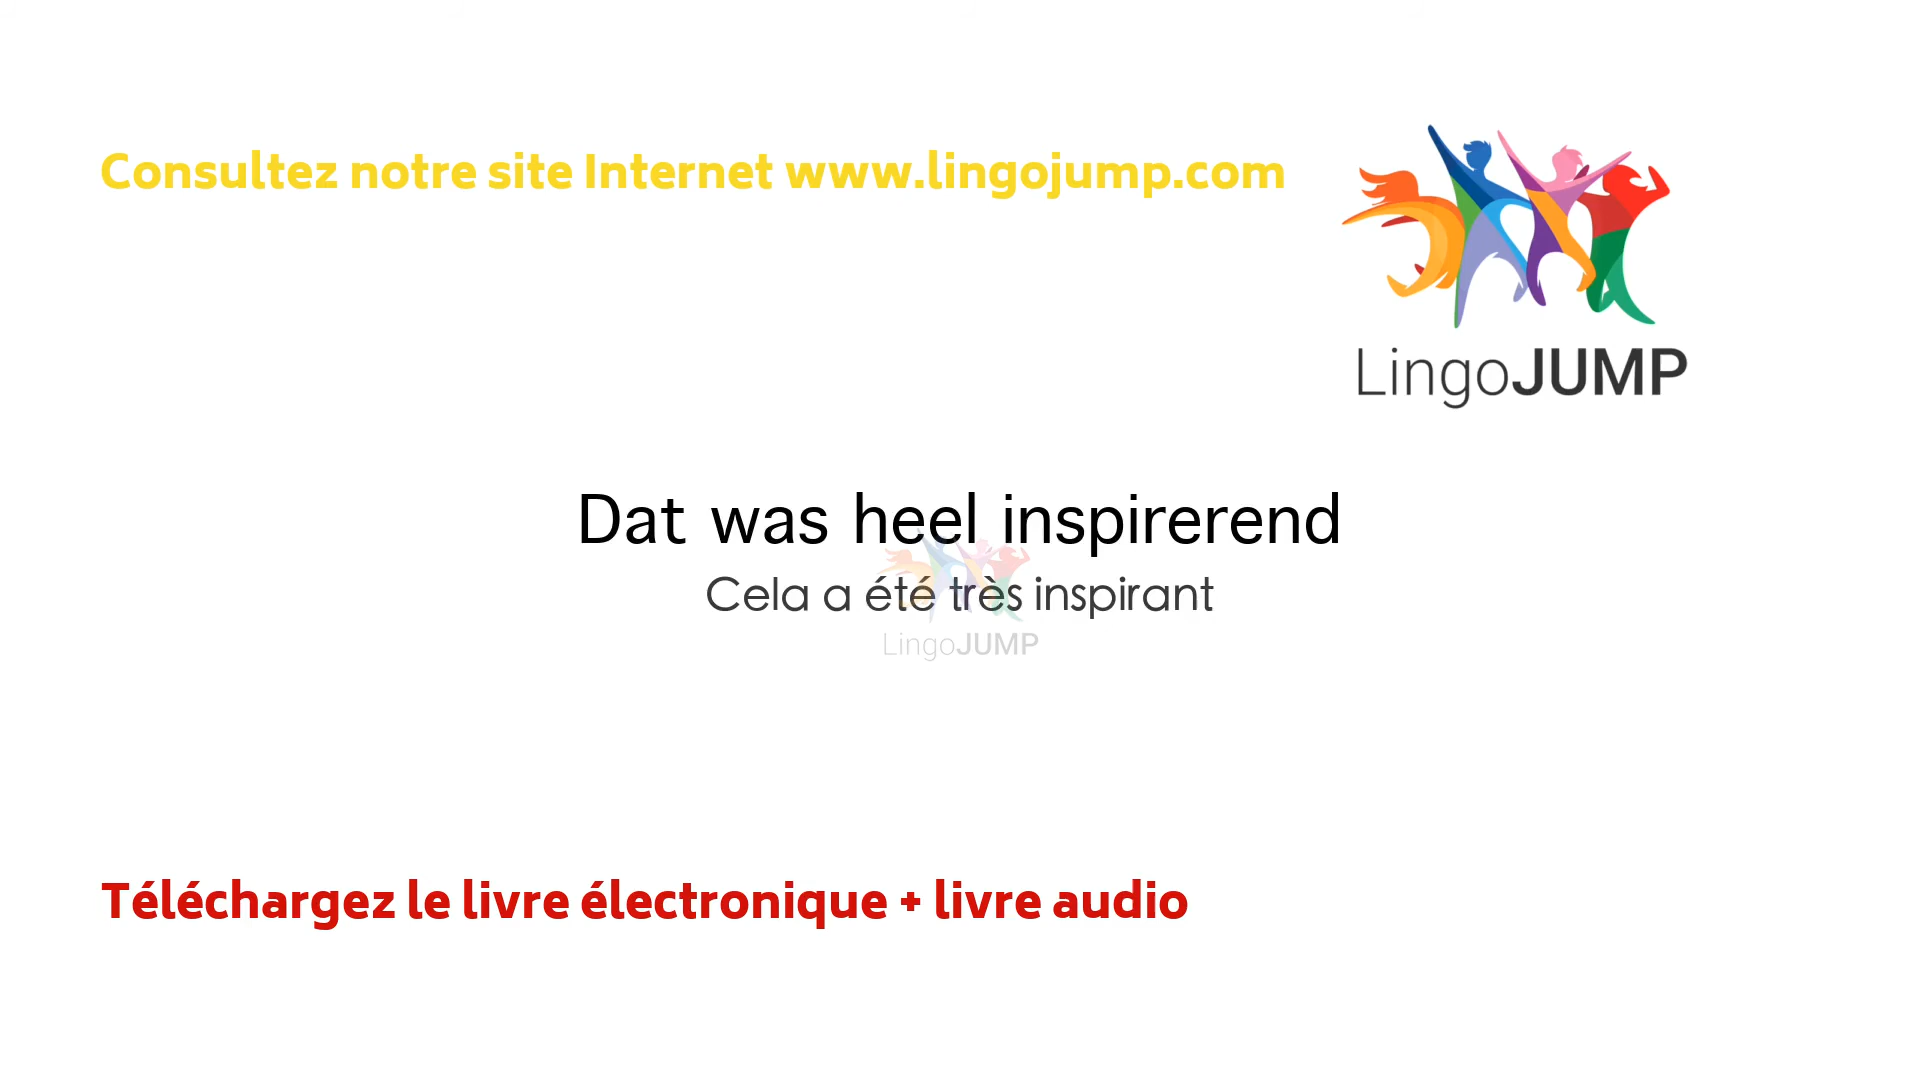 Consultez notre site Internet www.lingojump.com
LingoJUMP
Dat was heel inspirerend
Cela a été très inspirant
LingoJUMP
Téléchargez le livre électronique + livre audio